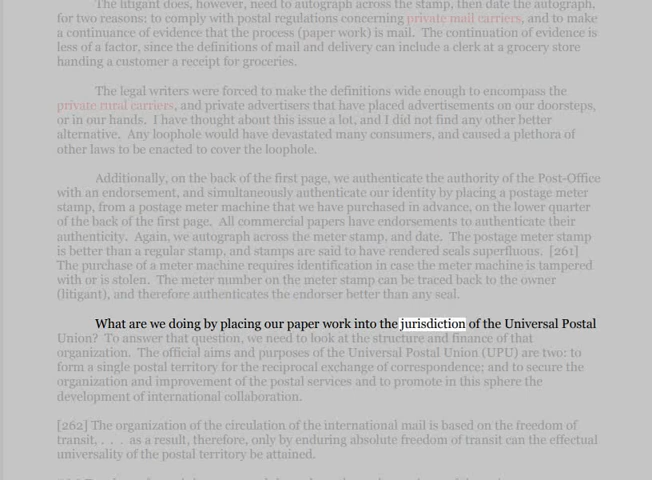 The litigant does, however, need to autograph across the stamp, then date the autograph,
for two reasons: to comply with postal regulations concerning private mail carriers, and to make
a continuance of evidence that the process (paper work) is mail. The continuation of evidence is
less of a factor, since the definitions of mail and delivery can include a clerk at a grocery store
handing a customer a receipt for groceries.
The legal writers were forced to make the definitions wide enough to encompass the
private rural carriers, and private advertisers that have placed advertisements on our doorsteps,
or in our hands. I have thought about this issue a lot, and I did not find any other better
alternative. Any loophole would have devastated many consumers, and caused a plethora of
other laws to be enacted to cover the loophole.
Additionally, on the back of the first page, we authenticate the authority of the Post-Office
with an endorsement, and simultaneously authenticate our identity by placing a postage meter
stamp, from a postage meter machine that we have purchased in advance, on the lower quarter
of the back of the first page. All commercial papers have endorsements to authenticate their
authenticity. Again, we autograph across the meter stamp, and date. The postage meter stamp
is better than a regular stamp, and stamps are said to have rendered seals superfluous. [261]
The purchase of a meter machine requires identification in case the meter machine is tampered
with or is stolen. The meter number on the meter stamp can be traced back to the owner
(litigant), and therefore authenticates the endorser better than any seal.
What are we doing by placing our paper work into the jurisdiction of the Universal Postal
Union? To answer that question, we need to look at the structure and finance of that
organization. The official aims and purposes of the Universal Postal Union (UPU) are two: to
form a single postal territory for the reciprocal exchange of correspondence; and to secure the
organization and improvement of the postal services and to promote in this sphere the
development of international collaboration.
[262] The organization of the circulation of the international mail is based on the freedom of
transit, . . . as a result, therefore, only by enduring absolute freedom of transit can the effectual
universality of the postal territory be attained.